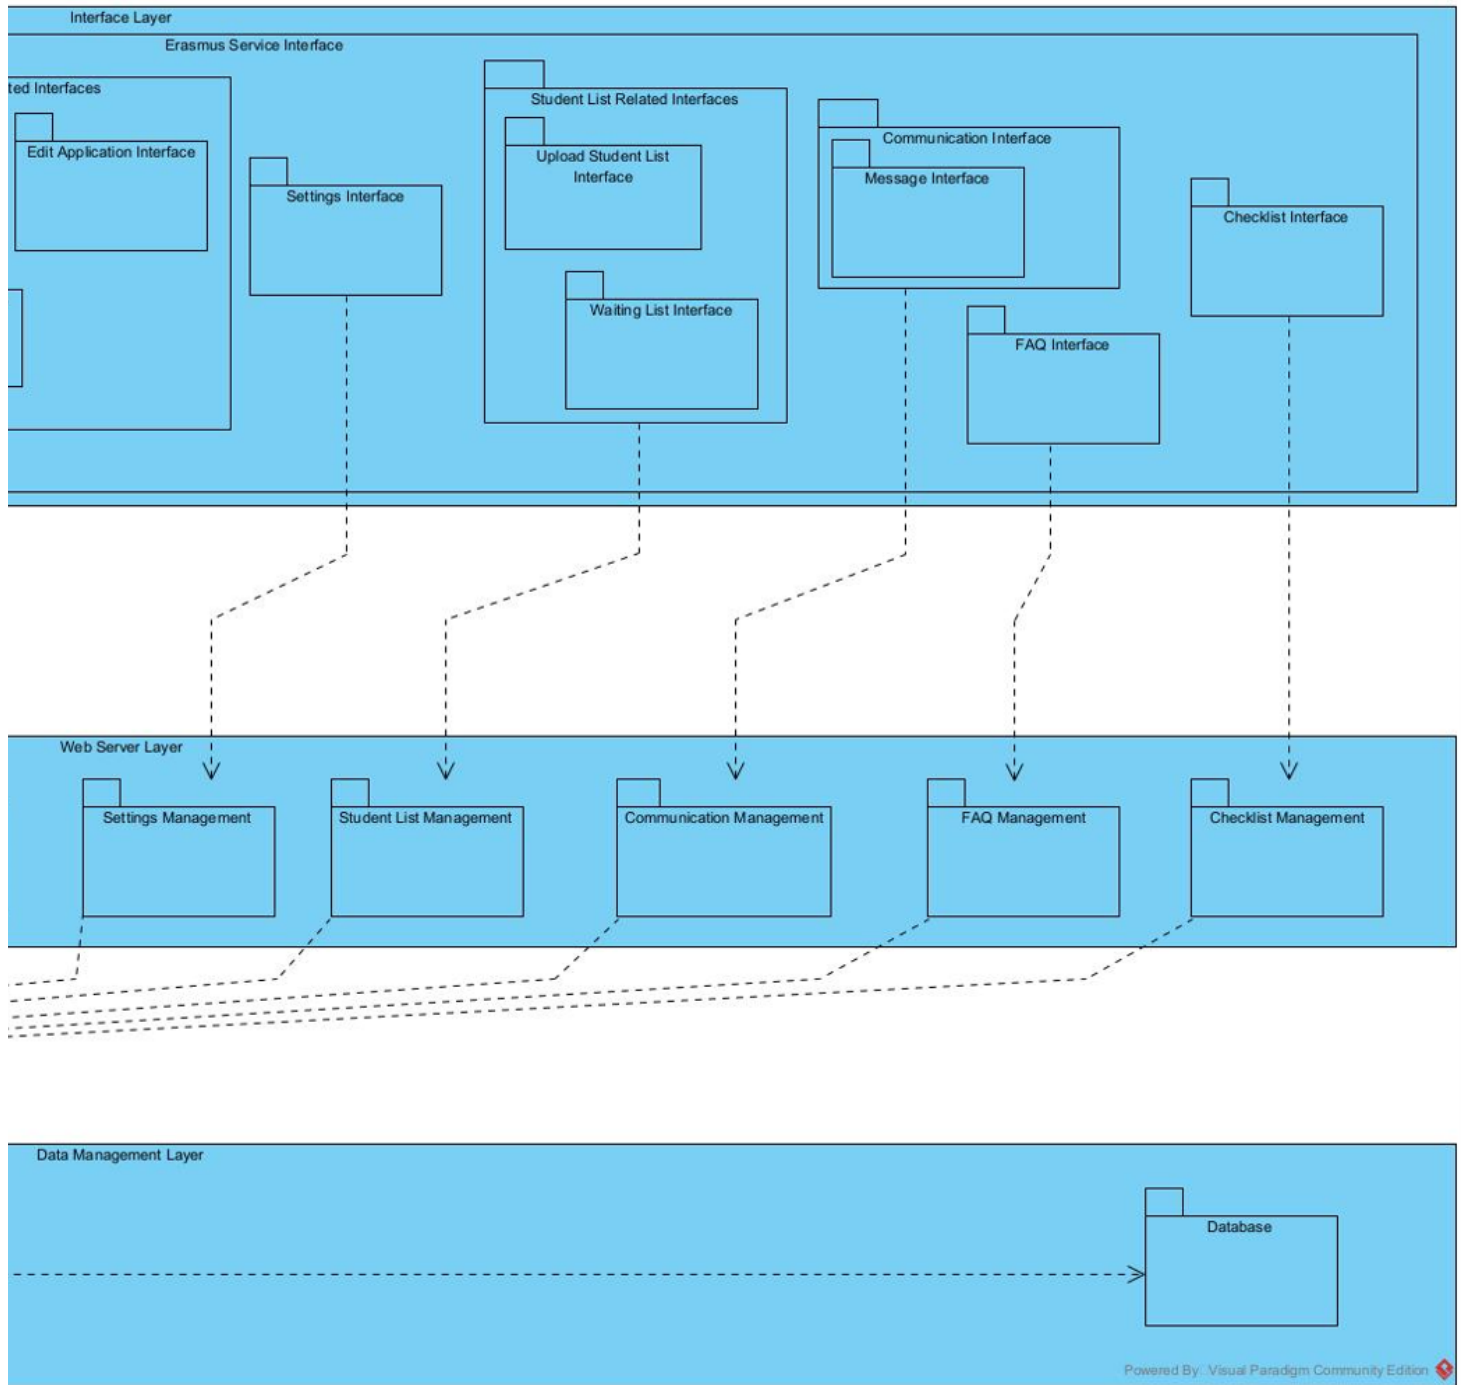 Interface Layer
Erasmus Service Interface
ted Interfaces
Edit Application Interface
Settings Interface
Student List Related Interfaces
Upload Student List
Interface
Waiting List Interface
Communication Interface
Message Interface
FAQ Interface
Checklist Interface
Web Server Layer
Settings Management
Student List Management
Communication Management
FAQ Management
Checklist Management
Data Management Layer
Database
Powered By: Visual Paradigm Community Edition